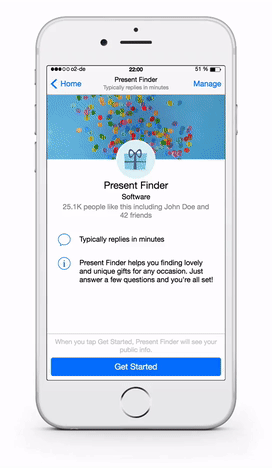 o2-de 22:00 51 %
Home Present Finder Manage
Typically replies in minutes
Present Finder
Software
25.1K people like this including John Doe and
42 friends
Typically replies in minutes
Present Finder helps you finding lovely
and unique gifts for any occasion. Just
answer a few questions and you're all set!
When you tap Get Started, Present Finder will see your
public info.
Get Started